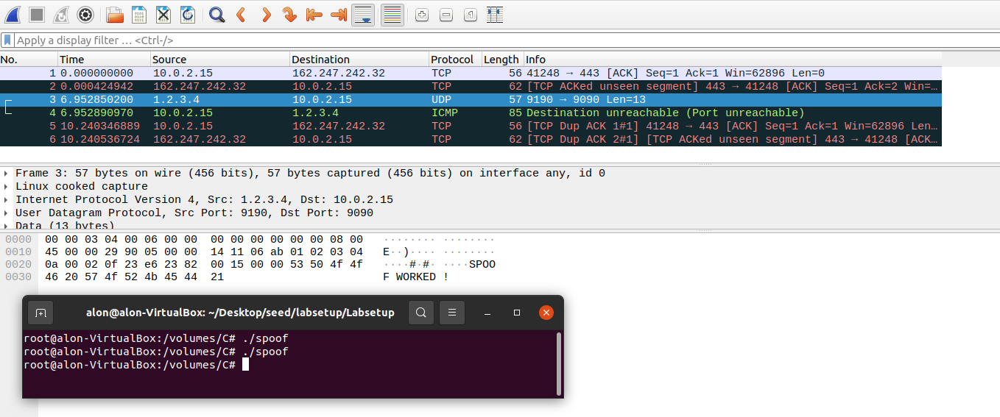 Apply a display filter … <Ctrl-/>
No. Time Source Destination Protocol Length Info
1 0.000000000 10.0.2.15 162.247.242.32 TCP 56 41248 → 443 [ACK] Seq=1 Ack=1 Win=62896 Len=0
2 0.000424942 162.247.242.32 10.0.2.15 TCP 62 [TCP ACKed unseen segment] 443 → 41248 [ACK] Seq=1 Ack=2 Win=…
3 6.952850200 1.2.3.4 10.0.2.15 UDP 57 9190 → 9090 Len=13
4 6.952890970 10.0.2.15 1.2.3.4 ICMP 85 Destination unreachable (Port unreachable)
5 10.240346889 10.0.2.15 162.247.242.32 TCP 56 [TCP Dup ACK 1#1] 41248 → 443 [ACK] Seq=1 Ack=1 Win=62896 Len…
6 10.240536724 162.247.242.32 10.0.2.15 TCP 62 [TCP Dup ACK 2#1] [TCP ACKed unseen segment] 443 → 41248 [ACK…
Frame 3: 57 bytes on wire (456 bits), 57 bytes captured (456 bits) on interface any, id 0
Linux cooked capture
Internet Protocol Version 4, Src: 1.2.3.4, Dst: 10.0.2.15
User Datagram Protocol, Src Port: 9190, Dst Port: 9090
Data (13 bytes)
0000 00 00 03 04 00 06 00 00 00 00 00 00 00 00 08 00 ········ ········
0010 45 00 00 29 90 05 00 00 14 11 06 ab 01 02 03 04 E··)···· ········
0020 0a 00 02 0f 23 e6 23 82 00 15 00 00 53 50 4f 4f ····#·#· ····SPOO
0030 46 20 57 4f 52 4b 45 44 21 F WORKED !
alon@alon-VirtualBox: ~/Desktop/seed/labsetup/Labsetup
root@alon-VirtualBox:/volumes/C# ./spoof
root@alon-VirtualBox:/volumes/C# ./spoof
root@alon-VirtualBox:/volumes/C#